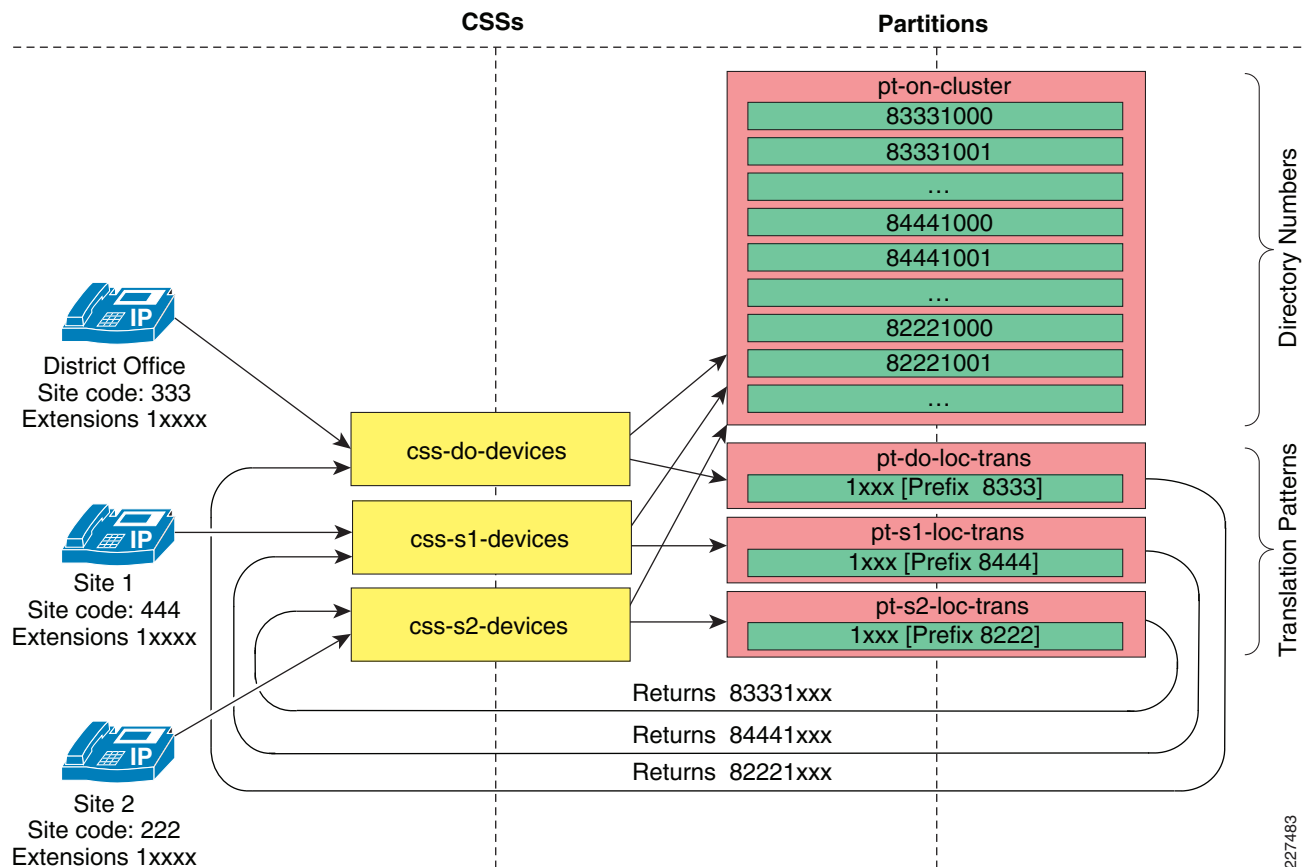 CSSs
Partitions
pt-on-cluster
83331000
83331001
...
84441000
84441001
...
82221000
82221001
...
Directory Numbers
IP
District Office
Site code: 333
Extensions 1xxxx
css-do-devices
pt-do-loc-trans
1xxx [Prefix 8333]
IP
Site 1
Site code: 444
Extensions 1xxxx
css-s1-devices
pt-s1-loc-trans
1xxx [Prefix 8444]
css-s2-devices
pt-s2-loc-trans
1xxx [Prefix 8222]
Translation Patterns
Returns 83331xxx
Returns 84441xxx
Returns 82221xxx
IP
Site 2
Site code: 222
Extensions 1xxxx
227483